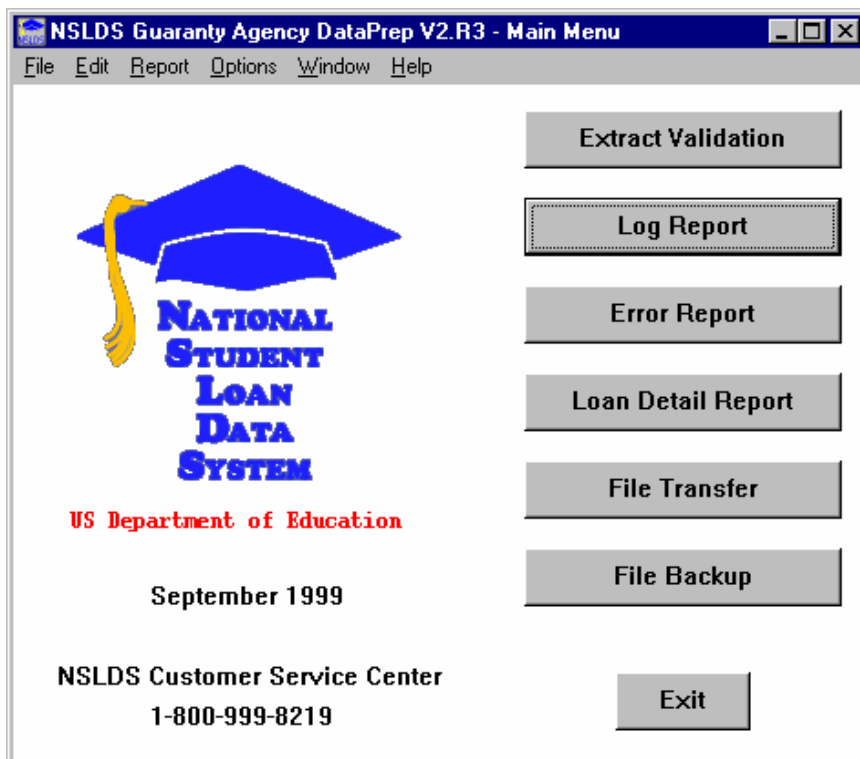 NSLDS Guaranty Agency DataPrep V2.R3 - Main Menu
File Edit Report Options Window Help
NATIONAL
STUDENT
LOAN
DATA
SYSTEM
US Department of Education
September 1999
NSLDS Customer Service Center
1-800-999-8219
Extract Validation
Log Report
Error Report
Loan Detail Report
File Transfer
File Backup
Exit